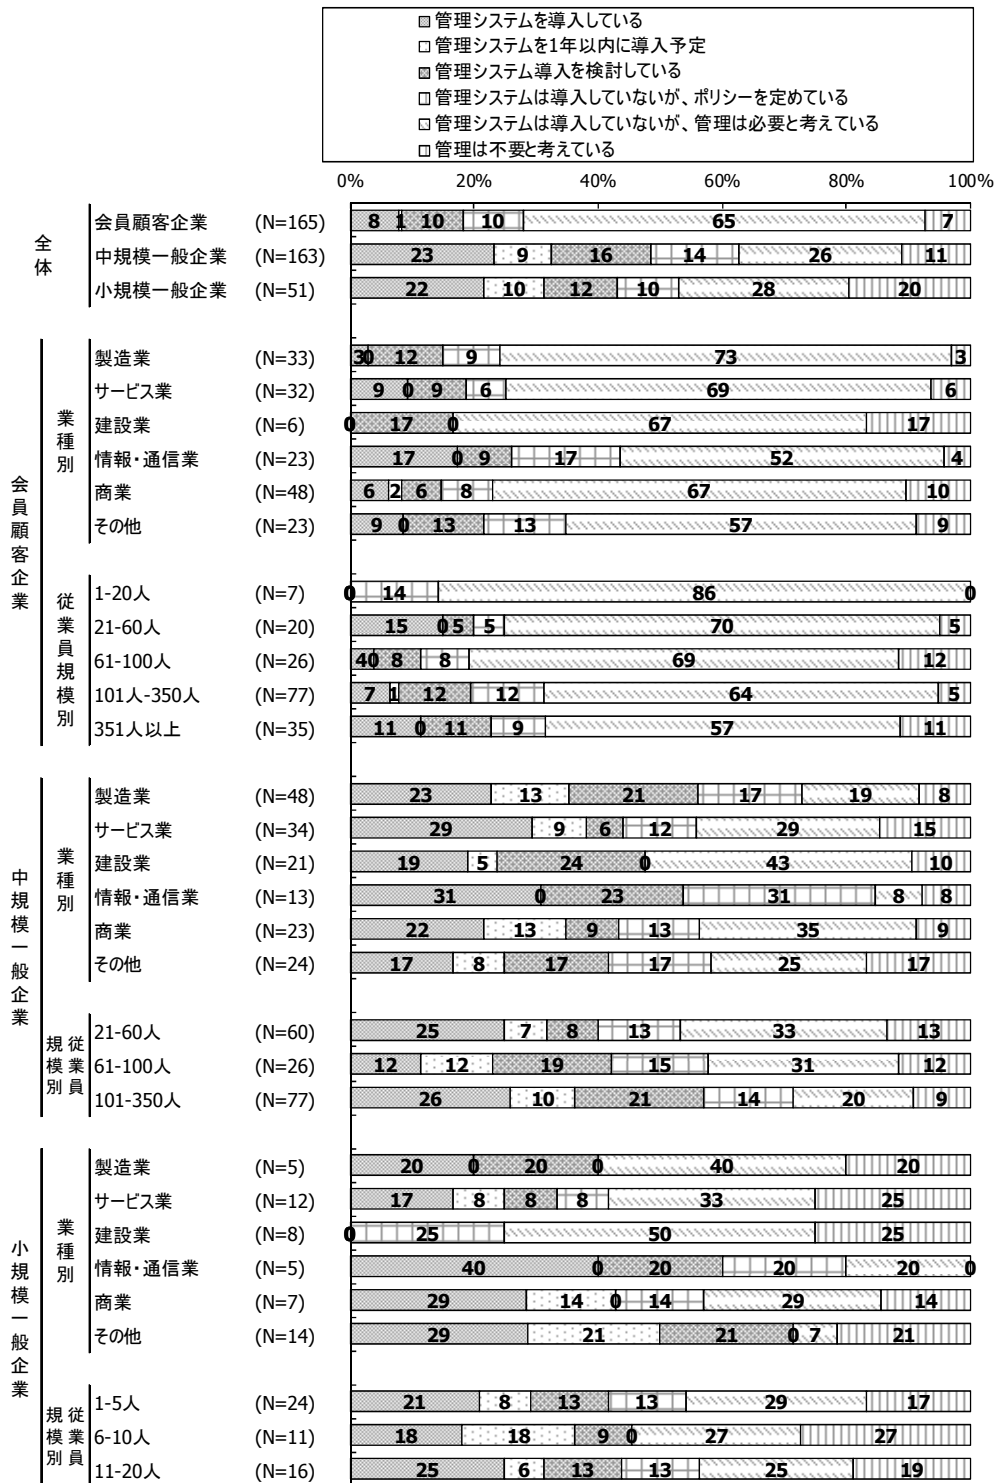 管理システムを導入している
管理システムを1年以内に導入予定
管理システム導入を検討している
管理システムは導入していないが、ポリシーを定めている
管理システムは導入していないが、管理は必要と考えている
管理は不要と考えている
0% 20% 40% 60% 80% 100%
全体
会員顧客企業 (N=165) 8 1 10 10 65 7
中規模一般企業 (N=163) 23 9 16 14 26 11
小規模一般企業 (N=51) 22 10 12 10 28 20
会員顧客企業
業種別
製造業 (N=33) 3 0 12 9 73 3
サービス業 (N=32) 9 0 9 6 69 6
建設業 (N=6) 0 17 0 67 17
情報・通信業 (N=23) 17 0 9 17 52 4
商業 (N=48) 6 2 6 8 67 10
その他 (N=23) 9 0 13 13 57 9
従業員規模別
1-20人 (N=7) 0 14 86 0
21-60人 (N=20) 15 0 5 5 70 5
61-100人 (N=26) 4 0 8 8 69 12
101人-350人 (N=77) 7 1 12 12 64 5
351人以上 (N=35) 11 0 11 9 57 11
中規模一般企業
業種別
製造業 (N=48) 23 13 21 17 19 8
サービス業 (N=34) 29 9 6 12 29 15
建設業 (N=21) 19 5 24 0 43 10
情報・通信業 (N=13) 31 0 23 31 8 8
商業 (N=23) 22 13 9 13 35 9
その他 (N=24) 17 8 17 17 25 17
従業員規模別
21-60人 (N=60) 25 7 8 13 33 13
61-100人 (N=26) 12 12 19 15 31 12
101-350人 (N=77) 26 10 21 14 20 9
小規模一般企業
業種別
製造業 (N=5) 20 0 20 0 40 20
サービス業 (N=12) 17 8 8 8 33 25
建設業 (N=8) 0 25 50 25
情報・通信業 (N=5) 40 0 20 20 20 0
商業 (N=7) 29 14 0 14 29 14
その他 (N=14) 29 21 21 0 7 21
従業員規模別
1-5人 (N=24) 21 8 13 13 29 17
6-10人 (N=11) 18 18 9 0 27 27
11-20人 (N=16) 25 6 13 13 25 19